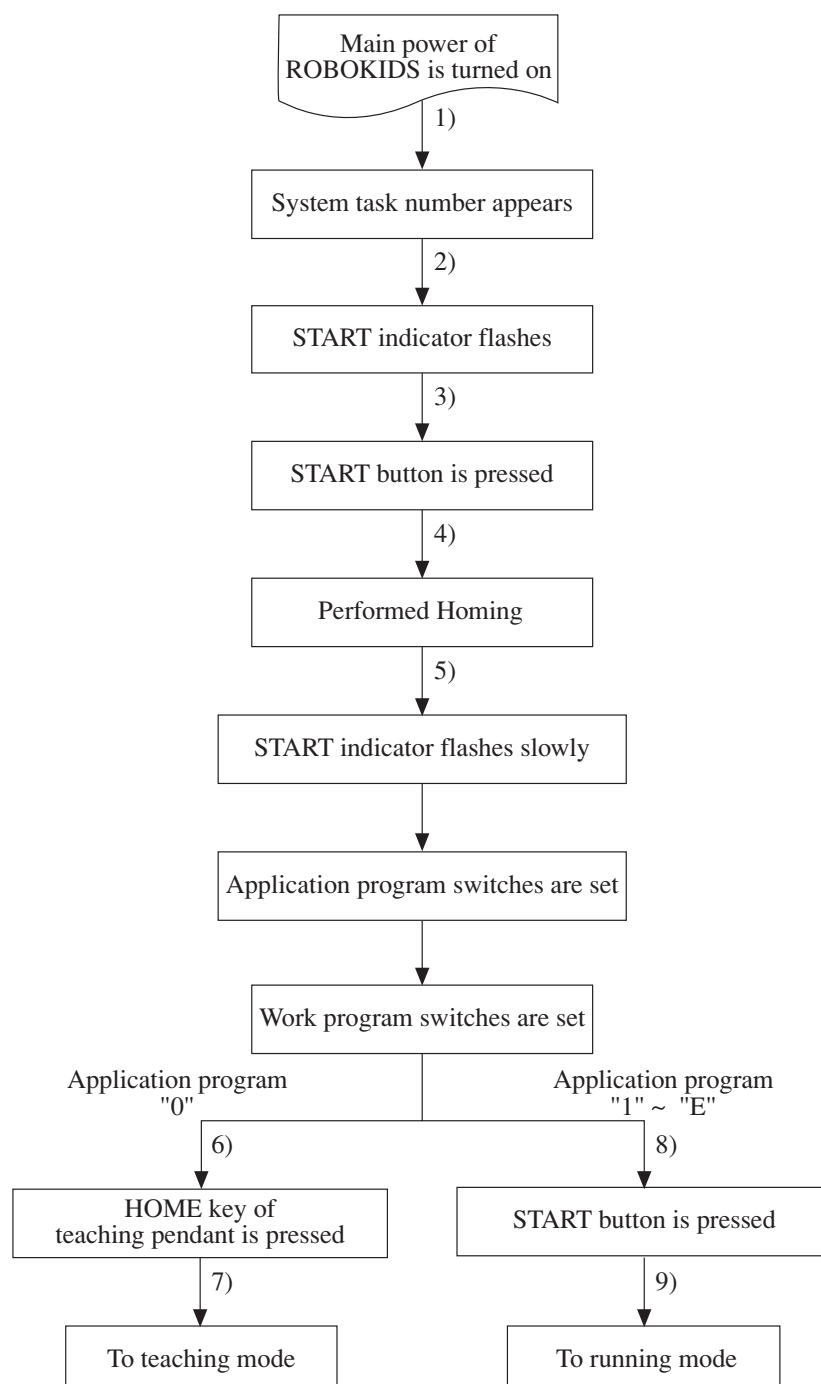 Main power of
ROBOKIDS is turned on
1)
System task number appears
2)
START indicator flashes
3)
START button is pressed
4)
Performed Homing
5)
START indicator flashes slowly
Application program switches are set
Work program switches are set
Application program
"0"
Application program
"1" ~ "E"
6)
8)
HOME key of
teaching pendant is pressed
START button is pressed
7)
9)
To teaching mode
To running mode